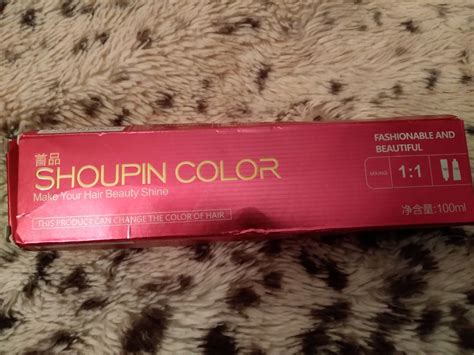 首品
SHOUPIN COLOR
Make Your Hair Beauty Shine
THIS PRODUCT CAN CHANGE THE COLOR OF HAIR
FASHIONABLE AND
BEAUTIFUL
MIXING
1:1
净含量:100ml